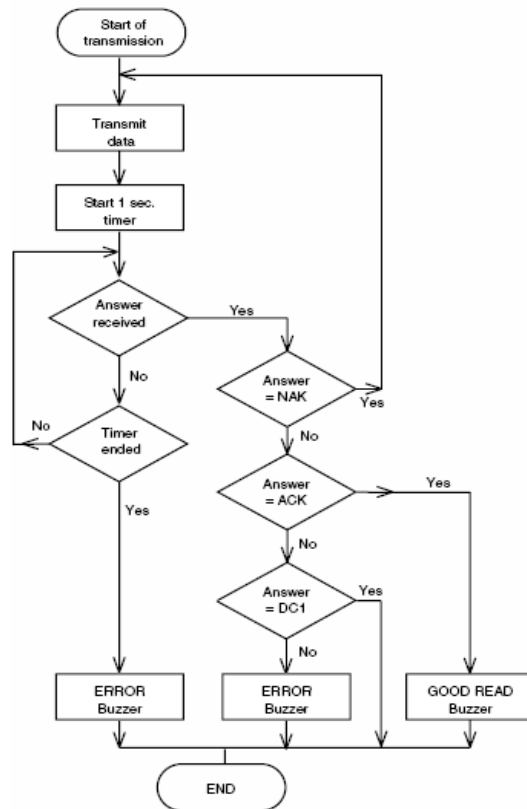 Start of
transmission
Transmit
data
Start 1 sec.
timer
Answer
received
Yes
No
Answer
= NAK
Yes
No
No
Timer
ended
Yes
Answer
= ACK
Yes
No
Answer
= DC1
Yes
No
ERROR
Buzzer
ERROR
Buzzer
GOOD READ
Buzzer
END